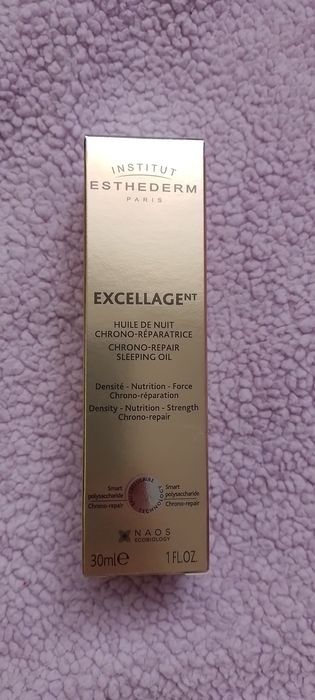 INSTITUT
ESTHEDERM
PARIS
EXCELLAGE NT
HUILE DE NUIT
CHRONO-RÉPARATRICE
CHRONO-REPAIR
SLEEPING OIL
Densité - Nutrition - Force
Chrono-réparation
Density - Nutrition - Strength
Chrono-repair
Smart
polysaccharide
Chrono-repair
TECHNOLOGY
Smart
polysaccharide
Chrono-repair
NAOS
ECOBIOLOGY
30ml℮ 1 FL.OZ.